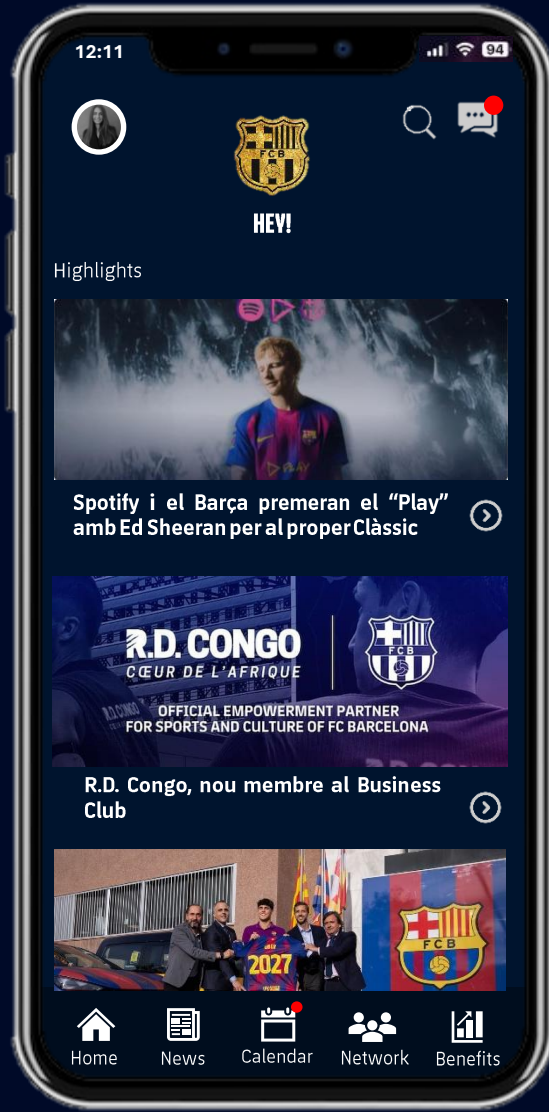 12:11
94
FCB
HEY!
Highlights
PLAY
Spotify i el Barça premeran el “Play”
amb Ed Sheeran per al proper Clàssic
R.D. CONGO
CŒUR DE L'AFRIQUE
FCB
R.D. CONGO
OFFICIAL EMPOWERMENT PARTNER
FOR SPORTS AND CULTURE OF FC BARCELONA
R.D. Congo, nou membre al Business
Club
2027
FCB
Home
News
Calendar
Network
Benefits